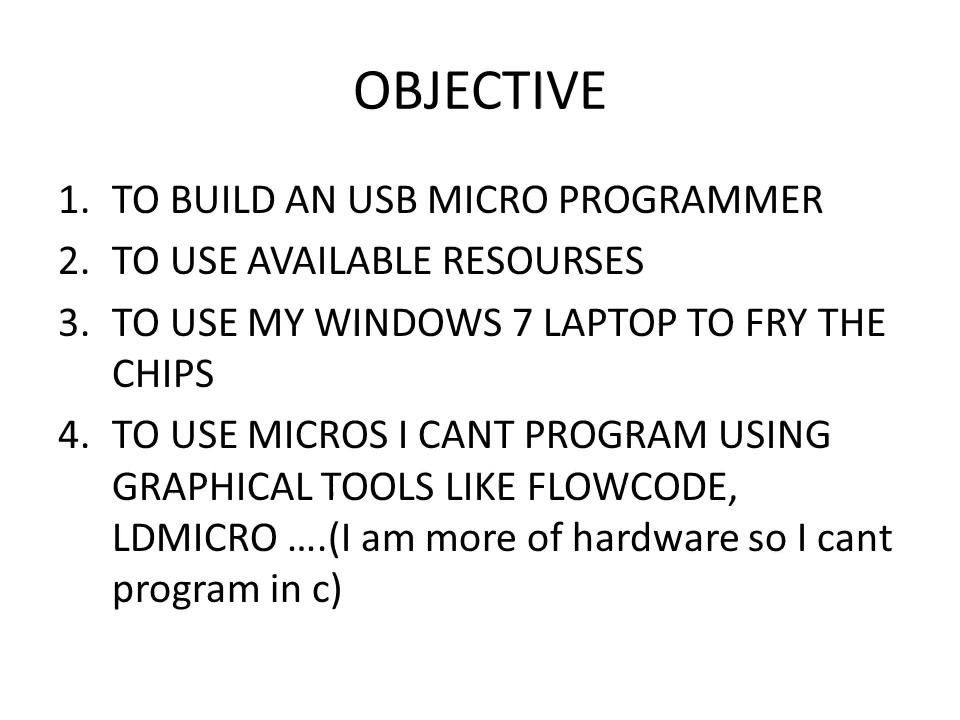 OBJECTIVE
1. TO BUILD AN USB MICRO PROGRAMMER
2. TO USE AVAILABLE RESOURSES
3. TO USE MY WINDOWS 7 LAPTOP TO FRY THE
CHIPS
4. TO USE MICROS I CANT PROGRAM USING
GRAPHICAL TOOLS LIKE FLOWCODE,
LDMICRO ….(I am more of hardware so I cant
program in c)